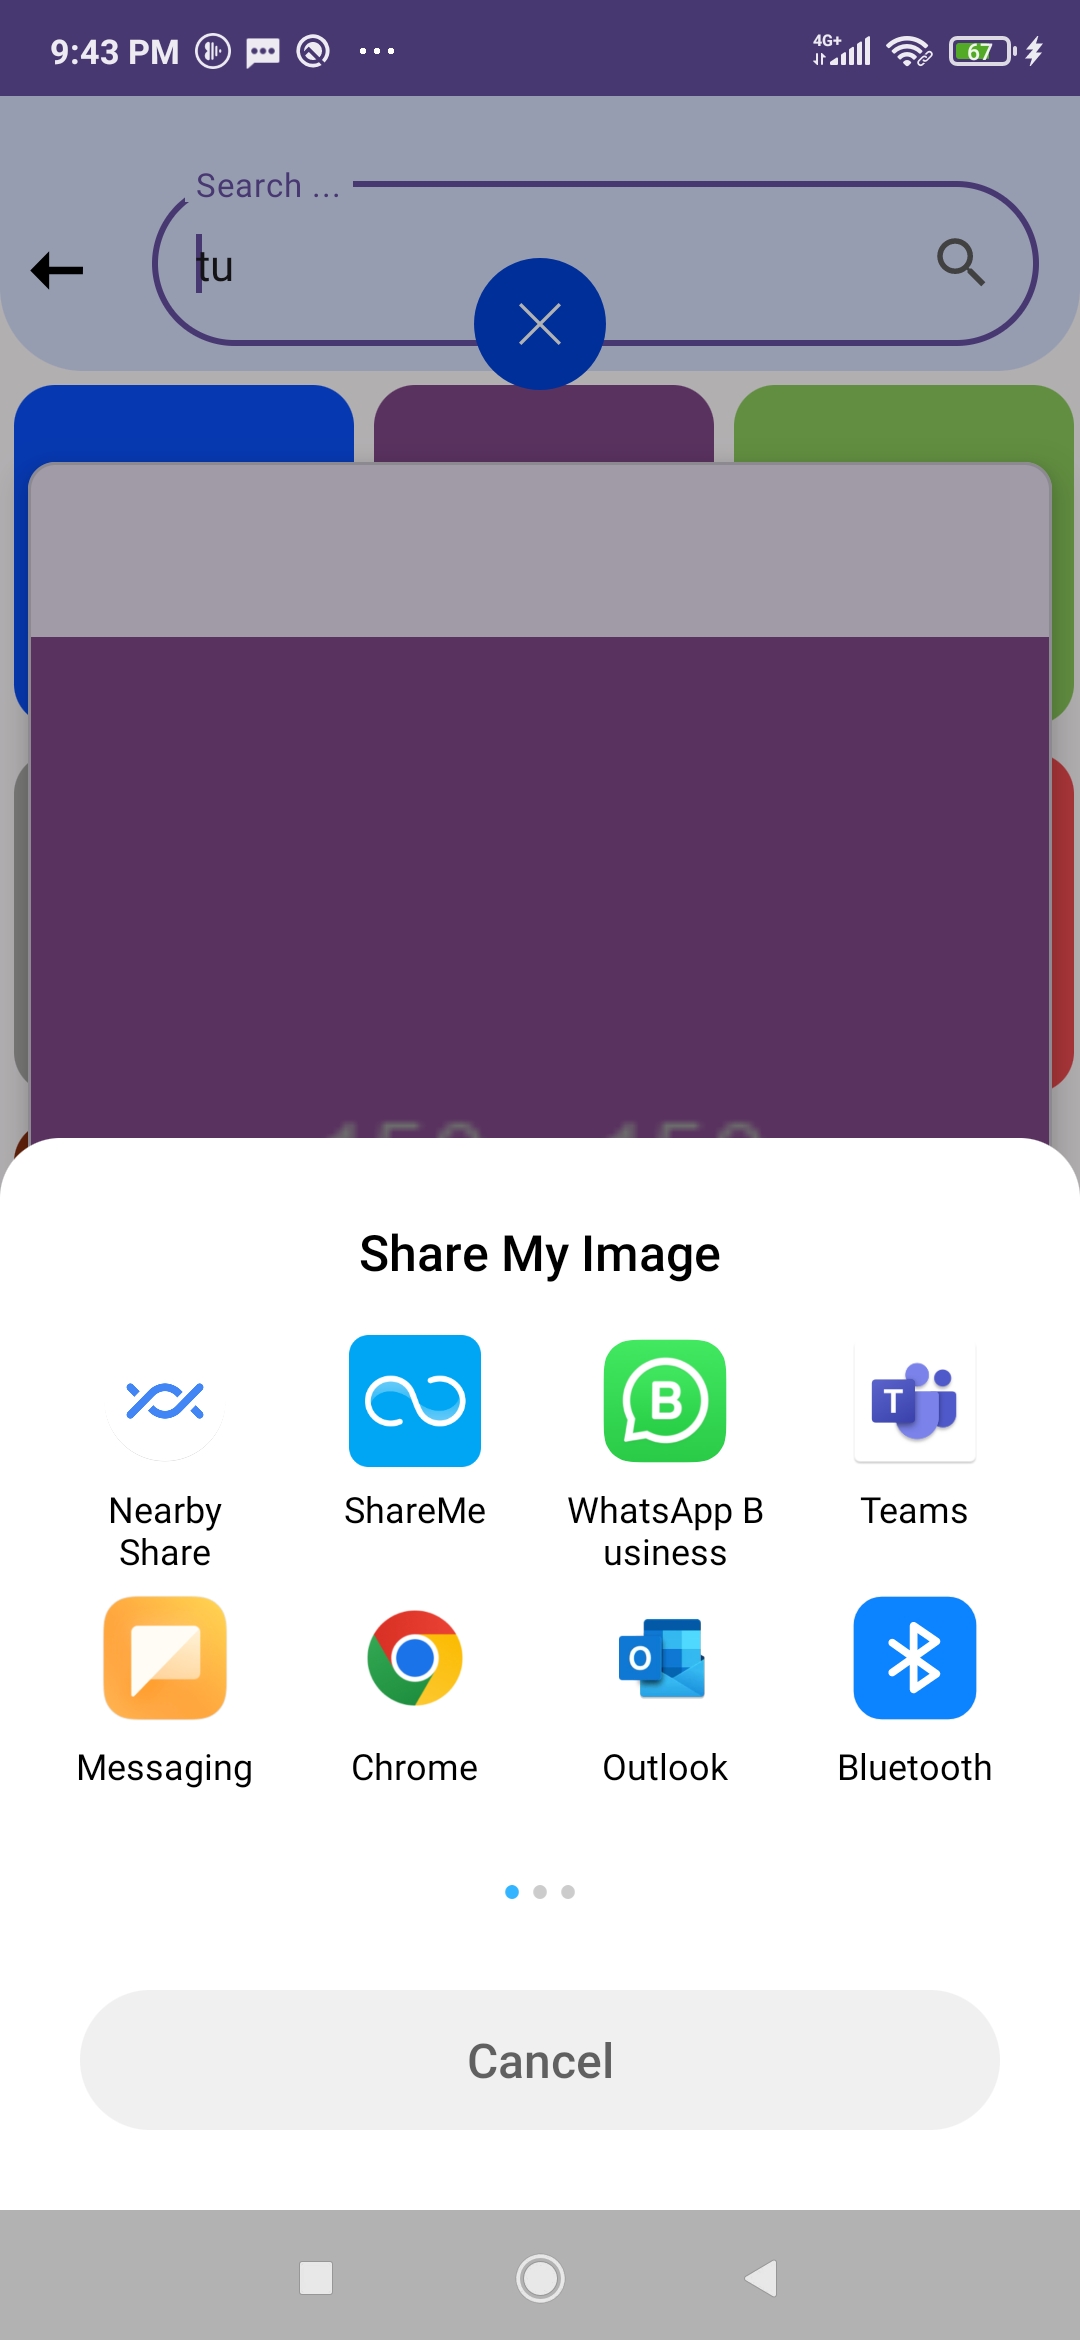 9:43 PM 4G+ 67
Search ...
tu
Share My Image
Nearby Share
ShareMe
WhatsApp B
usiness
Teams
Messaging
Chrome
Outlook
Bluetooth
Cancel